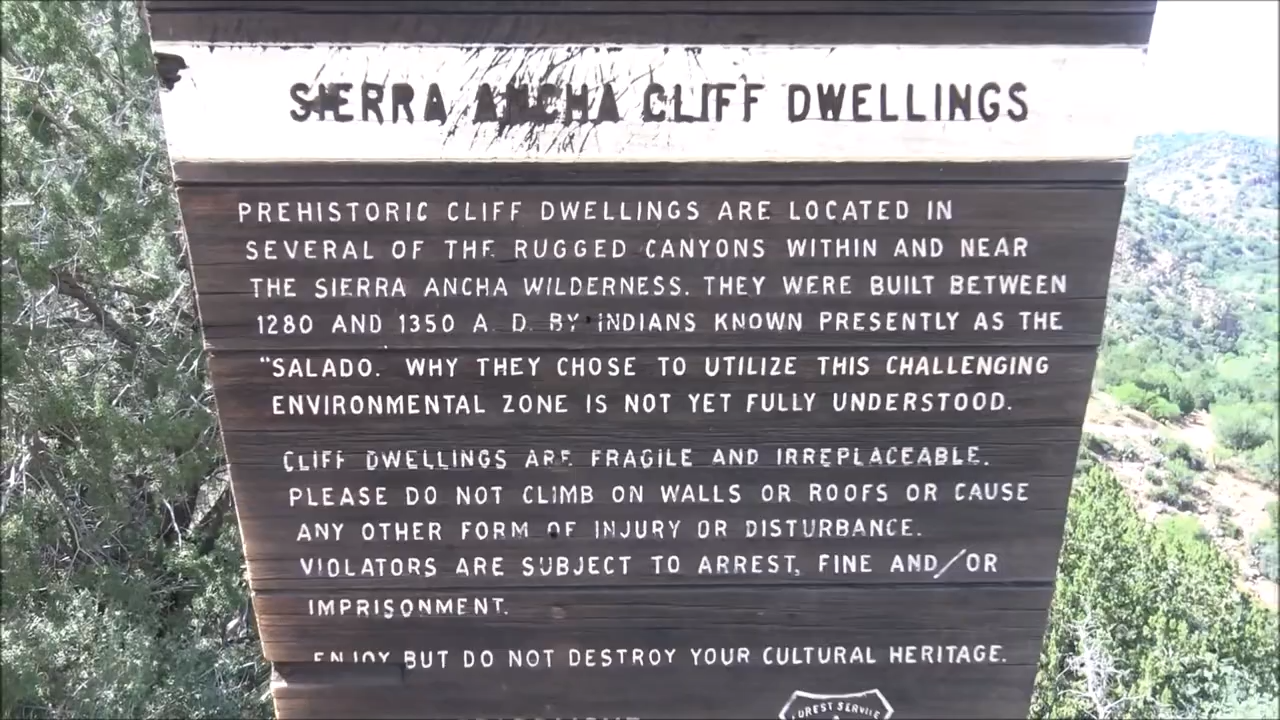 SIERRA ANCHA CLIFF DWELLINGS
PREHISTORIC CLIFF DWELLINGS ARE LOCATED IN
SEVERAL OF THE RUGGED CANYONS WITHIN AND NEAR
THE SIERRA ANCHA WILDERNESS. THEY WERE BUILT BETWEEN
1280 AND 1350 A. D. BY INDIANS KNOWN PRESENTLY AS THE
"SALADO. WHY THEY CHOSE TO UTILIZE THIS CHALLENGING
ENVIRONMENTAL ZONE IS NOT YET FULLY UNDERSTOOD.
CLIFF DWELLINGS ARE FRAGILE AND IRREPLACEABLE.
PLEASE DO NOT CLIMB ON WALLS OR ROOFS OR CAUSE
ANY OTHER FORM OF INJURY OR DISTURBANCE.
VIOLATORS ARE SUBJECT TO ARREST, FINE AND/OR
IMPRISONMENT.
ENJOY BUT DO NOT DESTROY YOUR CULTURAL HERITAGE.
FOREST SERVICE